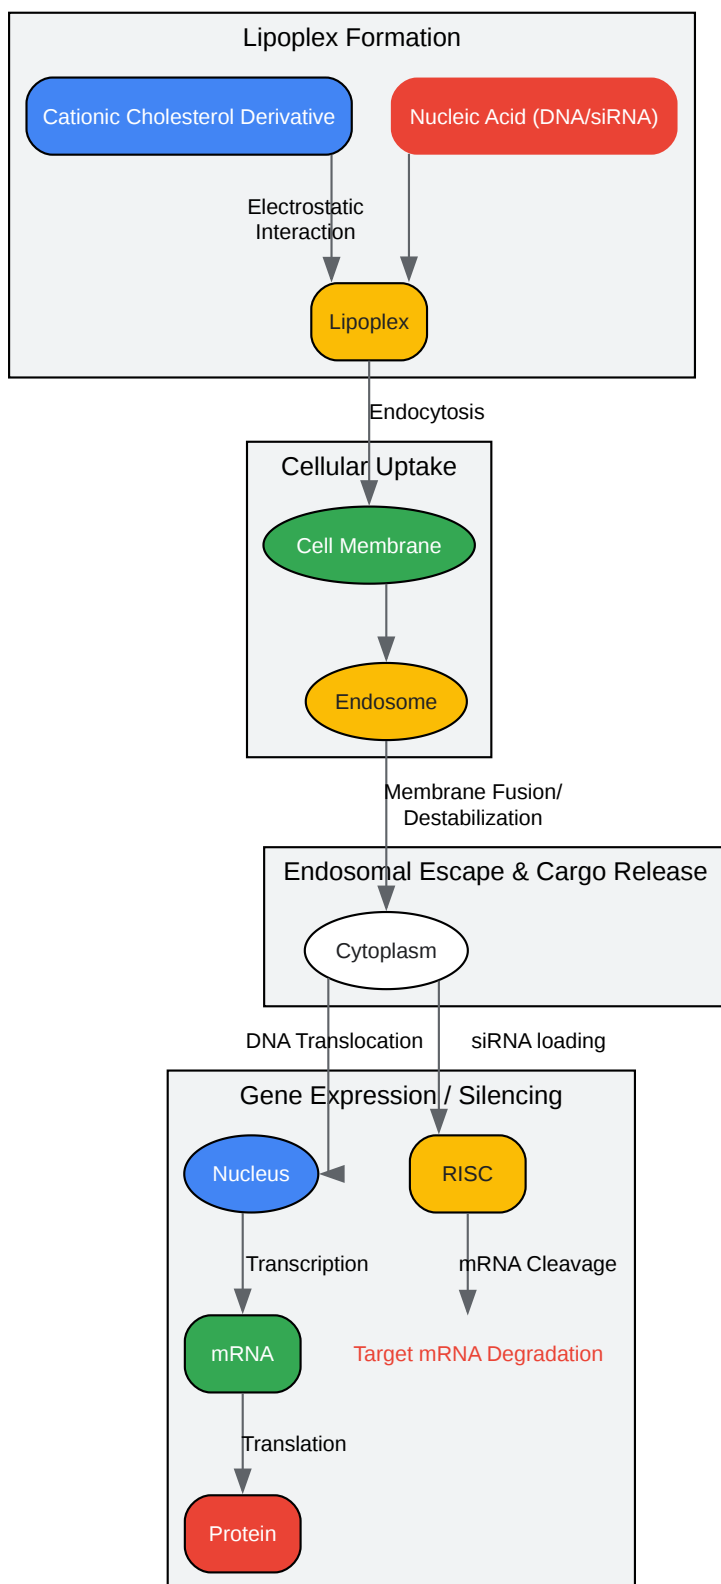 Lipoplex Formation
Cationic Cholesterol Derivative
Nucleic Acid (DNA/siRNA)
Electrostatic
Interaction
Lipoplex
Endocytosis
Cellular Uptake
Cell Membrane
Endosome
Membrane Fusion/
Destabilization
Endosomal Escape & Cargo Release
Cytoplasm
DNA Translocation
siRNA loading
Gene Expression / Silencing
Nucleus
RISC
Transcription
mRNA Cleavage
mRNA
Target mRNA Degradation
Translation
Protein